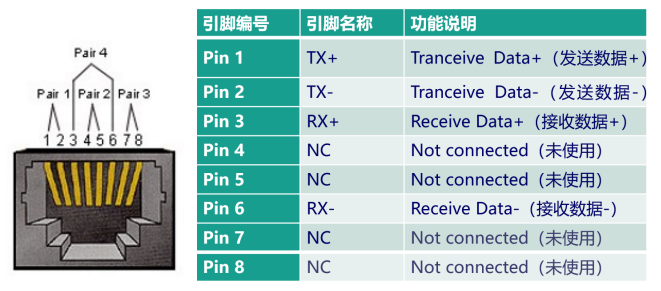 Pair 4
Pair 1 Pair 2 Pair 3
1 2 3 4 5 6 7 8
引脚编号 引脚名称 功能说明
Pin 1 TX+ Tranceive Data+（发送数据+）
Pin 2 TX- Tranceive Data-（发送数据-）
Pin 3 RX+ Receive Data+（接收数据+）
Pin 4 NC Not connected（未使用）
Pin 5 NC Not connected（未使用）
Pin 6 RX- Receive Data-（接收数据-）
Pin 7 NC Not connected（未使用）
Pin 8 NC Not connected（未使用）